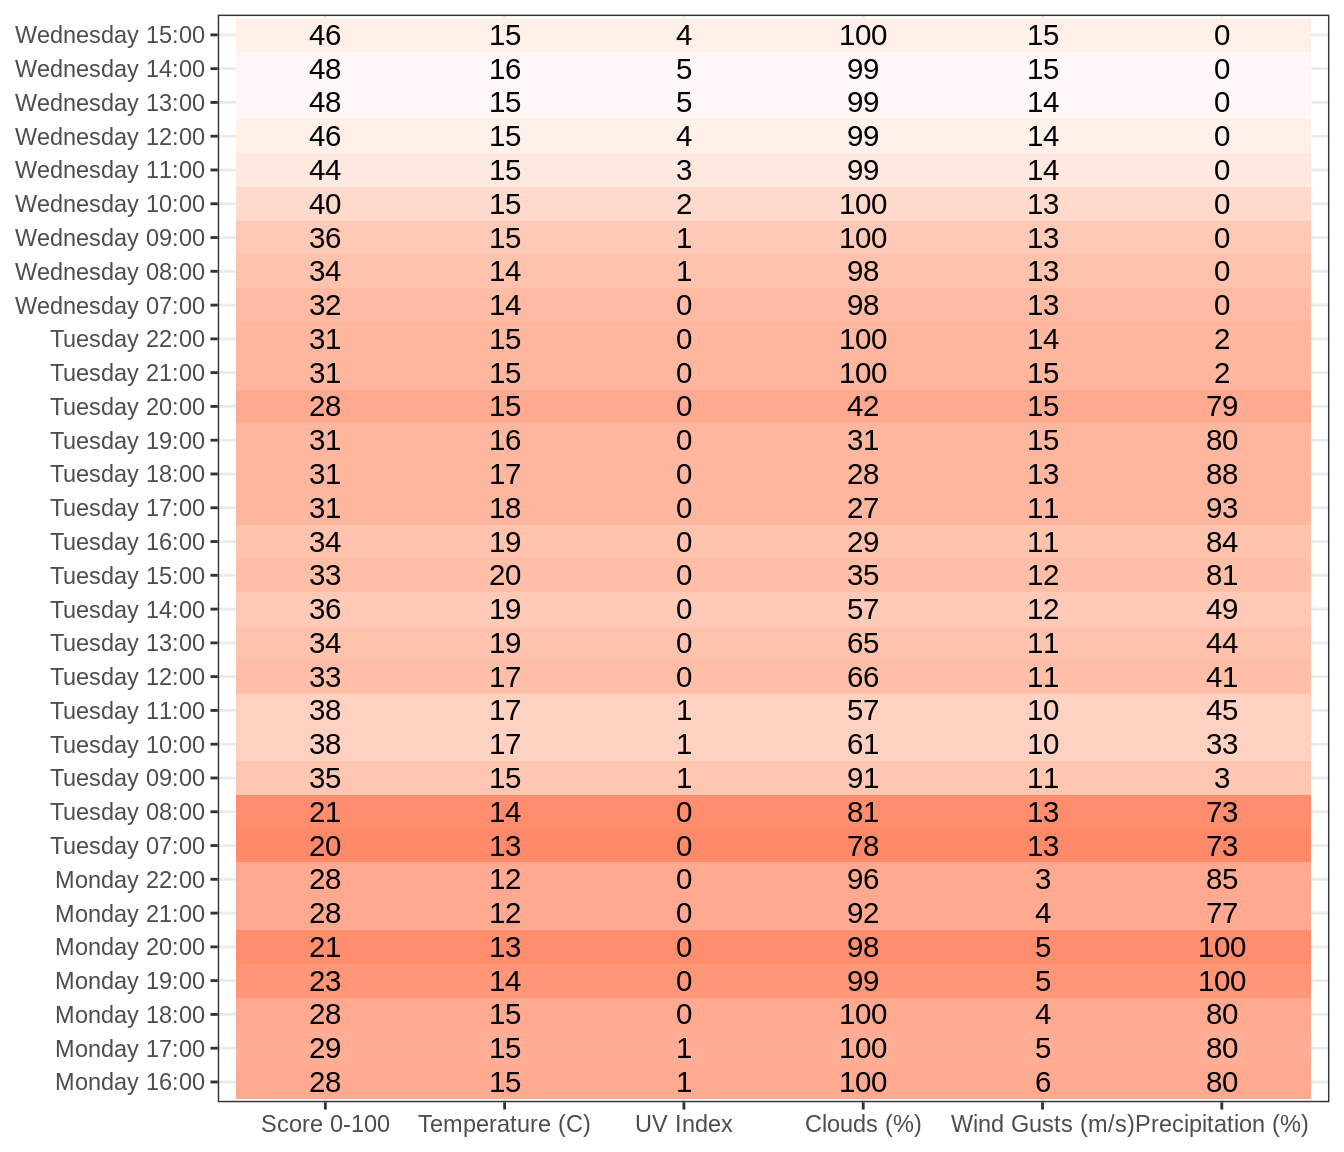 Wednesday 15:00 46 15 4 100 15 0
Wednesday 14:00 48 16 5 99 15 0
Wednesday 13:00 48 15 5 99 14 0
Wednesday 12:00 46 15 4 99 14 0
Wednesday 11:00 44 15 3 99 14 0
Wednesday 10:00 40 15 2 100 13 0
Wednesday 09:00 36 15 1 100 13 0
Wednesday 08:00 34 14 1 98 13 0
Wednesday 07:00 32 14 0 98 13 0
Tuesday 22:00 31 15 0 100 14 2
Tuesday 21:00 31 15 0 100 15 2
Tuesday 20:00 28 15 0 42 15 79
Tuesday 19:00 31 16 0 31 15 80
Tuesday 18:00 31 17 0 28 13 88
Tuesday 17:00 31 18 0 27 11 93
Tuesday 16:00 34 19 0 29 11 84
Tuesday 15:00 33 20 0 35 12 81
Tuesday 14:00 36 19 0 57 12 49
Tuesday 13:00 34 19 0 65 11 44
Tuesday 12:00 33 17 0 66 11 41
Tuesday 11:00 38 17 1 57 10 45
Tuesday 10:00 38 17 1 61 10 33
Tuesday 09:00 35 15 1 91 11 3
Tuesday 08:00 21 14 0 81 13 73
Tuesday 07:00 20 13 0 78 13 73
Monday 22:00 28 12 0 96 3 85
Monday 21:00 28 12 0 92 4 77
Monday 20:00 21 13 0 98 5 100
Monday 19:00 23 14 0 99 5 100
Monday 18:00 28 15 0 100 4 80
Monday 17:00 29 15 1 100 5 80
Monday 16:00 28 15 1 100 6 80
Score 0-100 Temperature (C) UV Index Clouds (%) Wind Gusts (m/s) Precipitation (%)